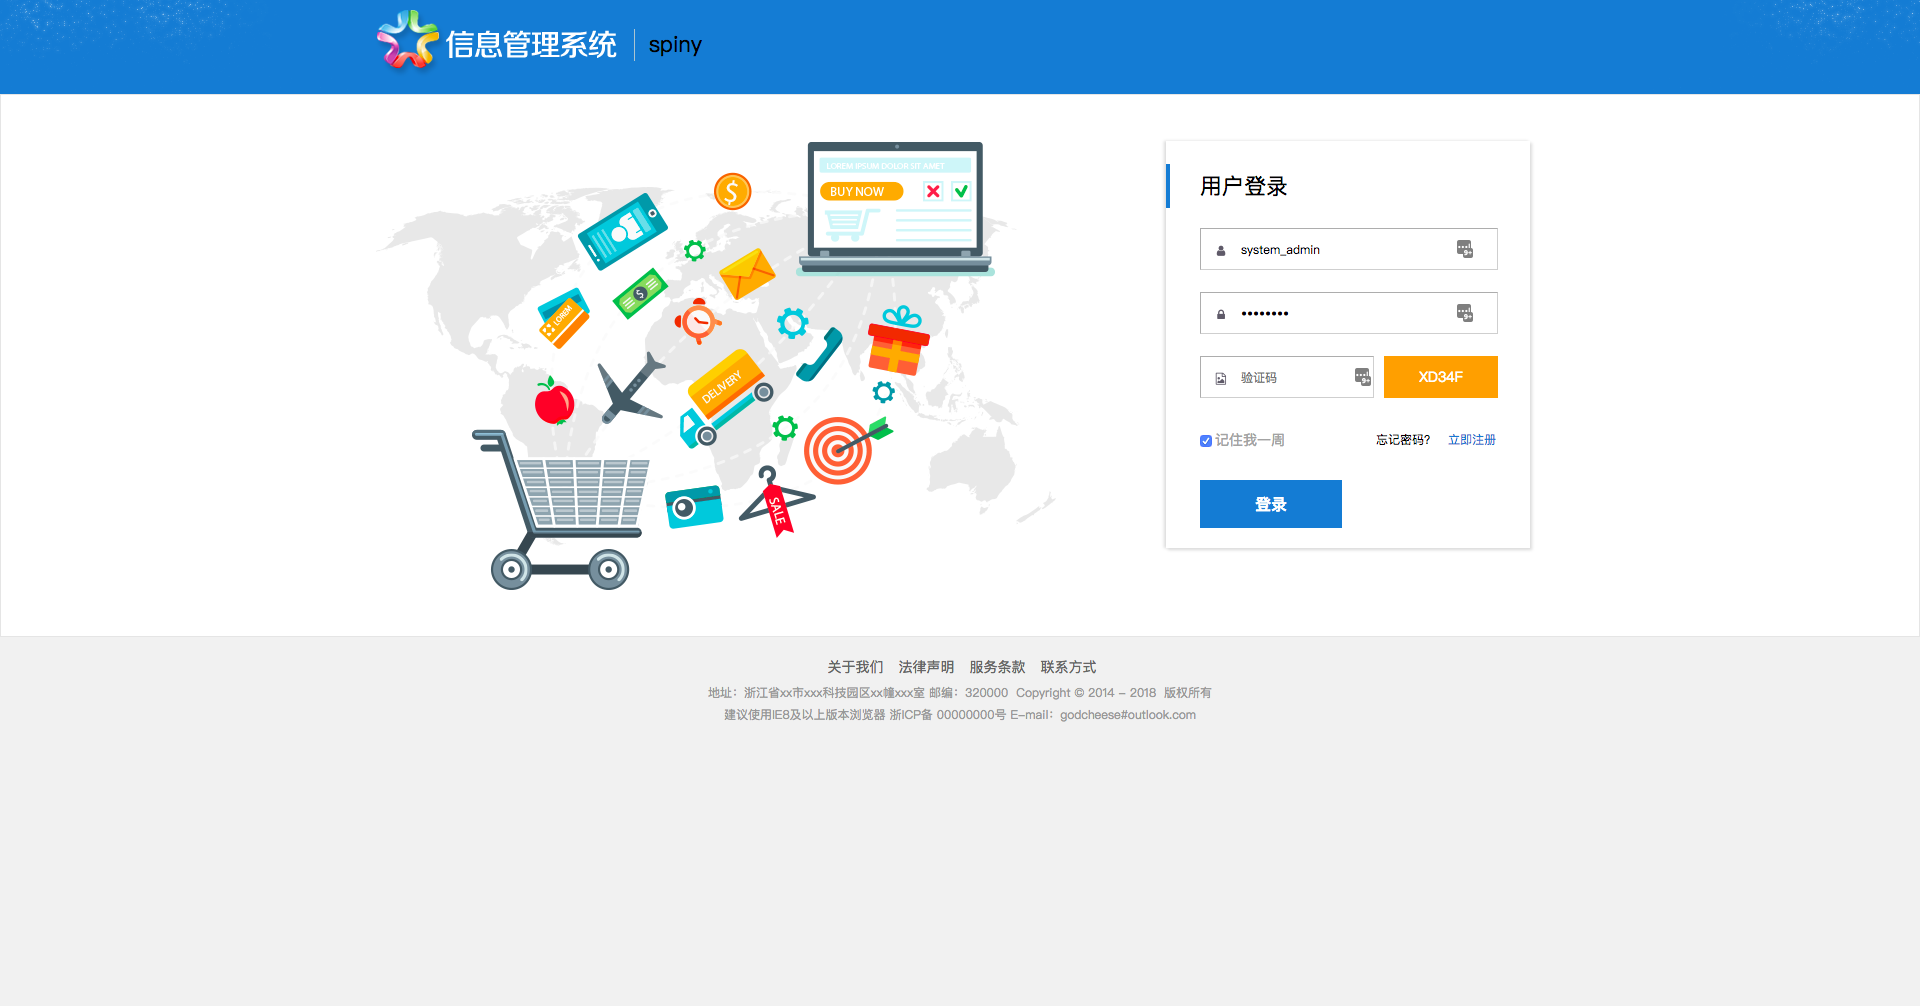 信息管理系统 spiny
LOREM IPSUM DOLOR SIT AMET
BUY NOW
LOREM
DELIVERY
SALE
用户登录
system_admin
••••••••
验证码 XD34F
记住我一周 忘记密码? 立即注册
登录
关于我们 法律声明 服务条款 联系方式
地址：浙江省xx市xxx科技园区xx幢xxx室 邮编：320000 Copyright © 2014 - 2018 版权所有
建议使用IE8及以上版本浏览器 浙ICP备 00000000号 E-mail：godcheese#outlook.com